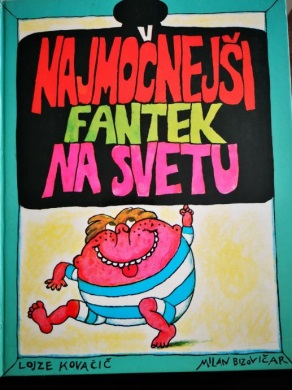 NAJMOČNEJŠI
FANTEK
NA SVETU
LOJZE KOVAČIČ
MILAN BIZOVIČAR